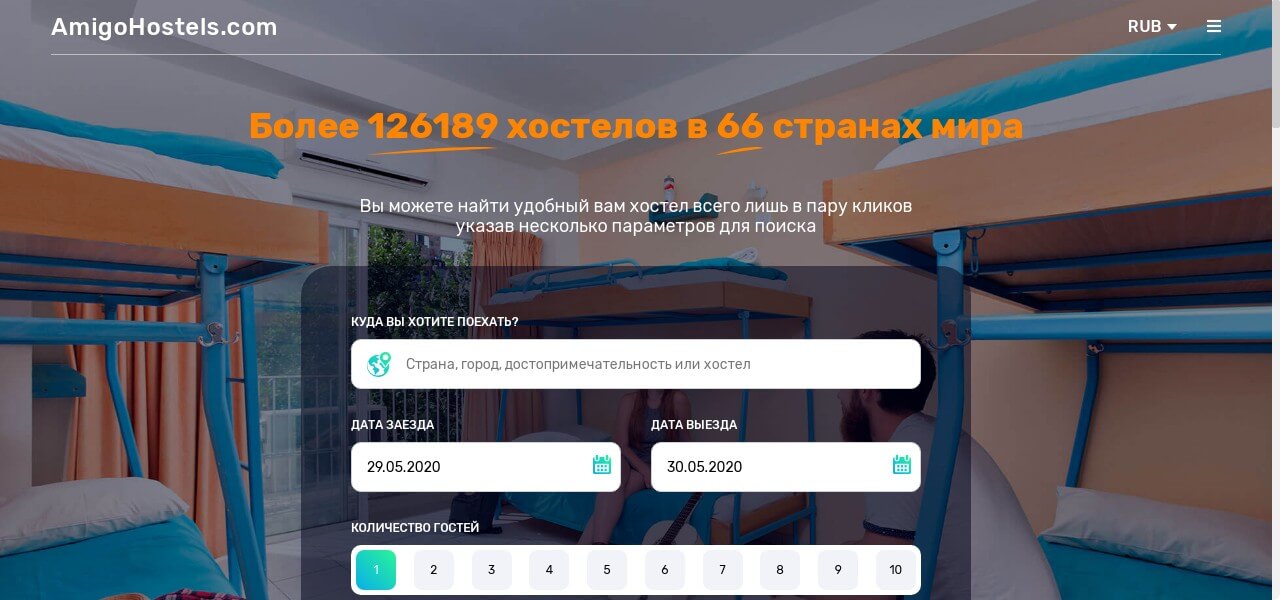 AmigoHostels.com
RUB
Более 126189 хостелов в 66 странах мира
Вы можете найти удобный вам хостел всего лишь в пару кликов
указав несколько параметров для поиска
КУДА ВЫ ХОТИТЕ ПОЕХАТЬ?
Страна, город, достопримечательность или хостел
ДАТА ЗАЕЗДА
ДАТА ВЫЕЗДА
29.05.2020
30.05.2020
КОЛИЧЕСТВО ГОСТЕЙ
1 2 3 4 5 6 7 8 9 10